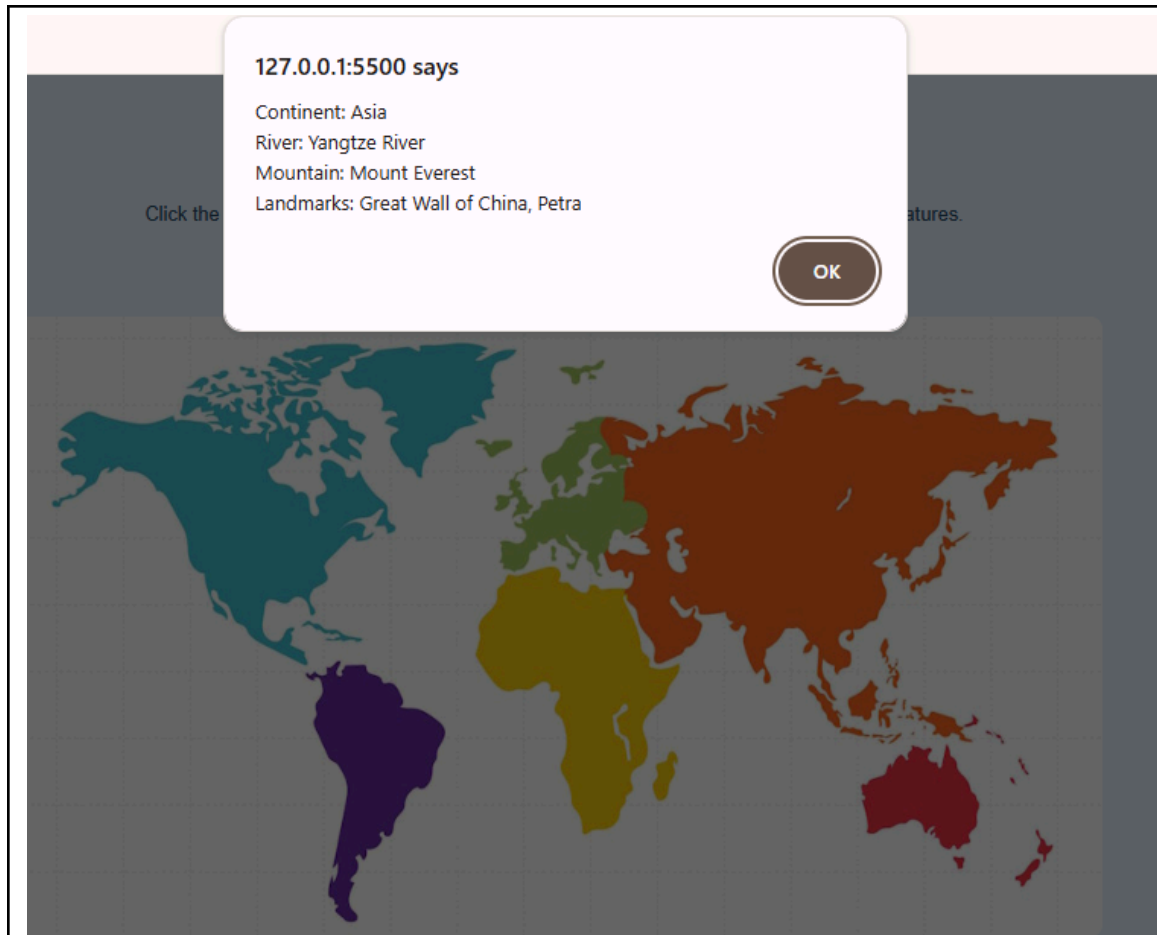 127.0.0.1:5500 says
Continent: Asia
River: Yangtze River
Mountain: Mount Everest
Landmarks: Great Wall of China, Petra
Click the
OK